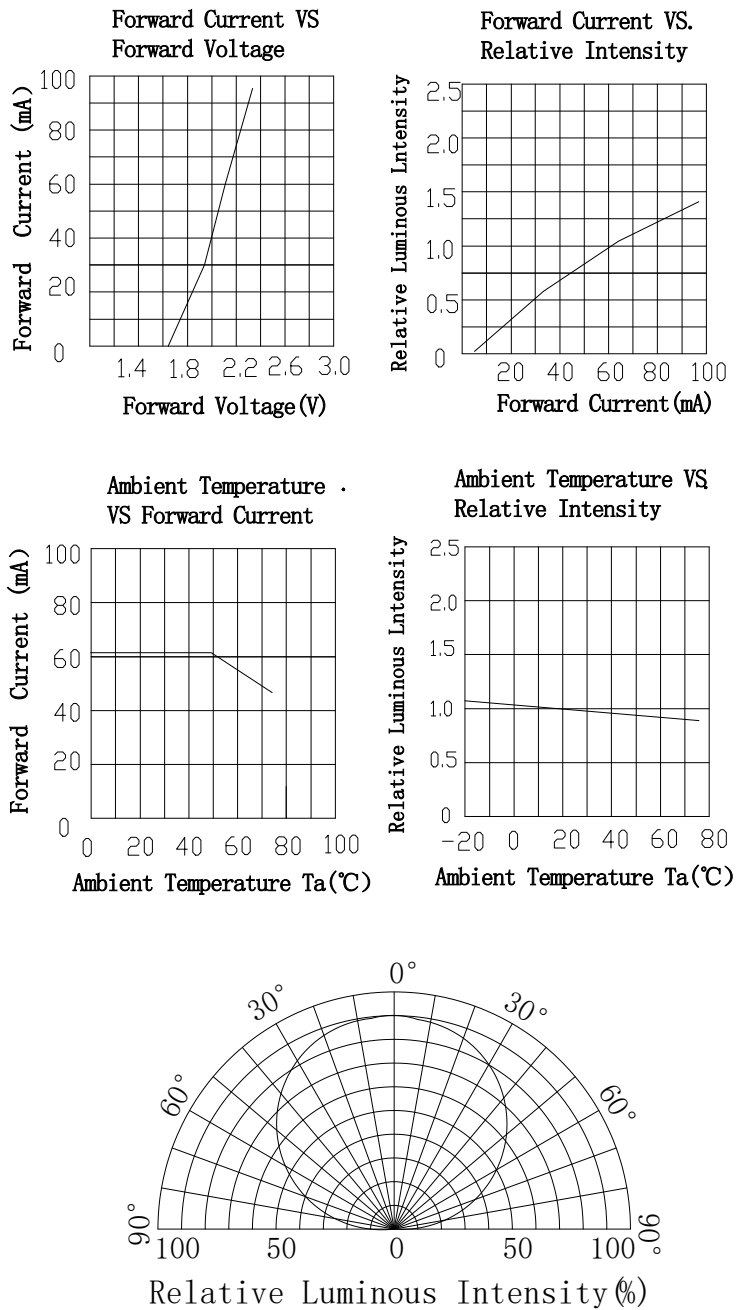 Forward Current VS
Forward Voltage
Forward Current (mA)
100
80
60
40
20
0
1.4 1.8 2.2 2.6 3.0
Forward Voltage(V)
Forward Current VS.
Relative Intensity
Relative Luminous Lntensity
2.5
2.0
1.5
1.0
0.5
0
20 40 60 80 100
Forward Current(mA)
Ambient Temperature .
VS Forward Current
Forward Current (mA)
100
80
60
40
20
0
0 20 40 60 80 100
Ambient Temperature Ta(℃)
Ambient Temperature VS.
Relative Intensity
Relative Luminous Lntensity
2.5
2.0
1.5
1.0
0.5
0
-20 0 20 40 60 80
Ambient Temperature Ta(℃)
0°
30° 30°
60° 60°
90° 90°
100 50 0 50 100
Relative Luminous Intensity(%)